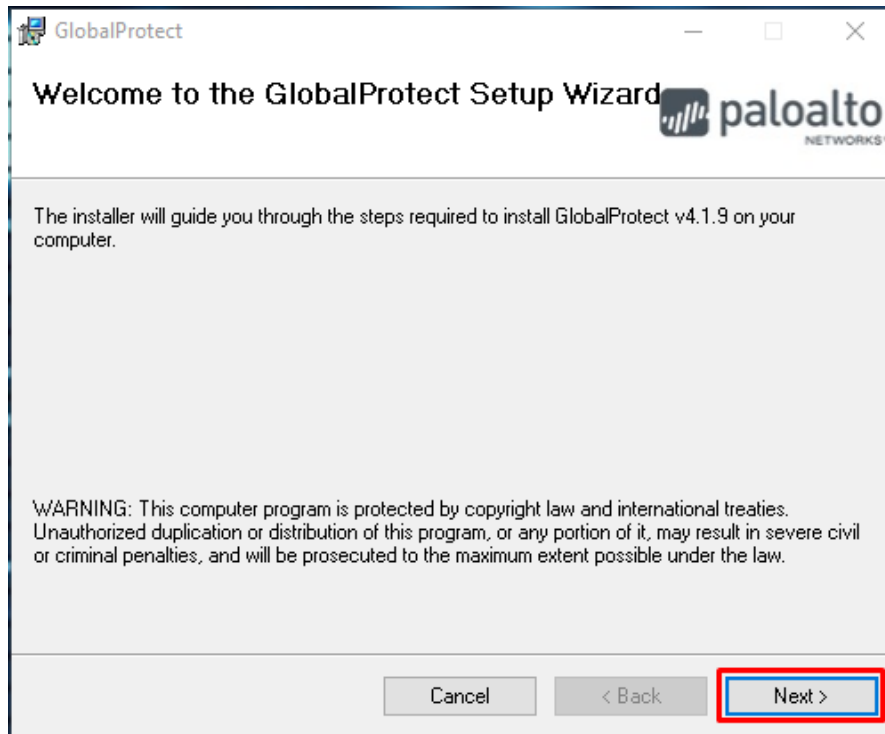 GlobalProtect
Welcome to the GlobalProtect Setup Wizard
paloalto
NETWORKS
The installer will guide you through the steps required to install GlobalProtect v4.1.9 on your
computer.
WARNING: This computer program is protected by copyright law and international treaties.
Unauthorized duplication or distribution of this program, or any portion of it, may result in severe civil
or criminal penalties, and will be prosecuted to the maximum extent possible under the law.
Cancel
< Back
Next >